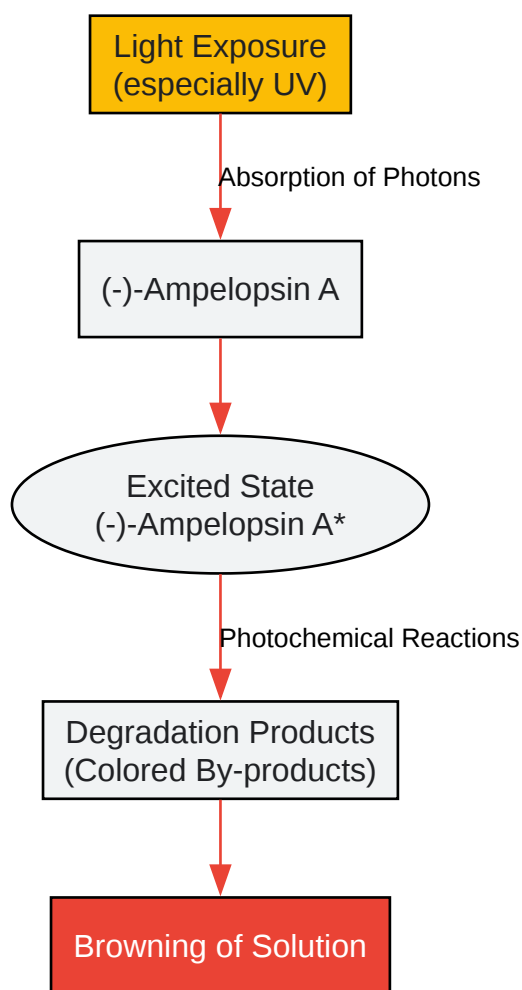 Light Exposure
(especially UV)
Absorption of Photons
(-)-Ampelopsin A
Excited State
(-)-Ampelopsin A*
Photochemical Reactions
Degradation Products
(Colored By-products)
Browning of Solution